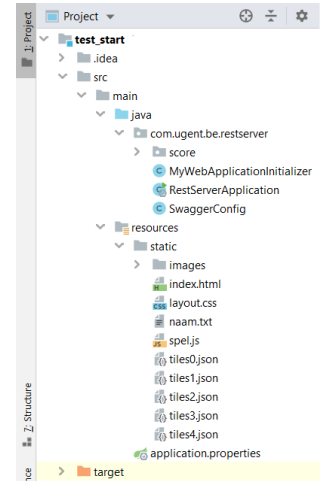 1: Project
Project
test_start
.idea
src
main
java
com.ugent.be.restserver
score
MyWebApplicationInitializer
RestServerApplication
SwaggerConfig
resources
static
images
index.html
layout.css
naam.txt
spel.js
tiles0.json
tiles1.json
tiles2.json
tiles3.json
tiles4.json
application.properties
target
7: Structure